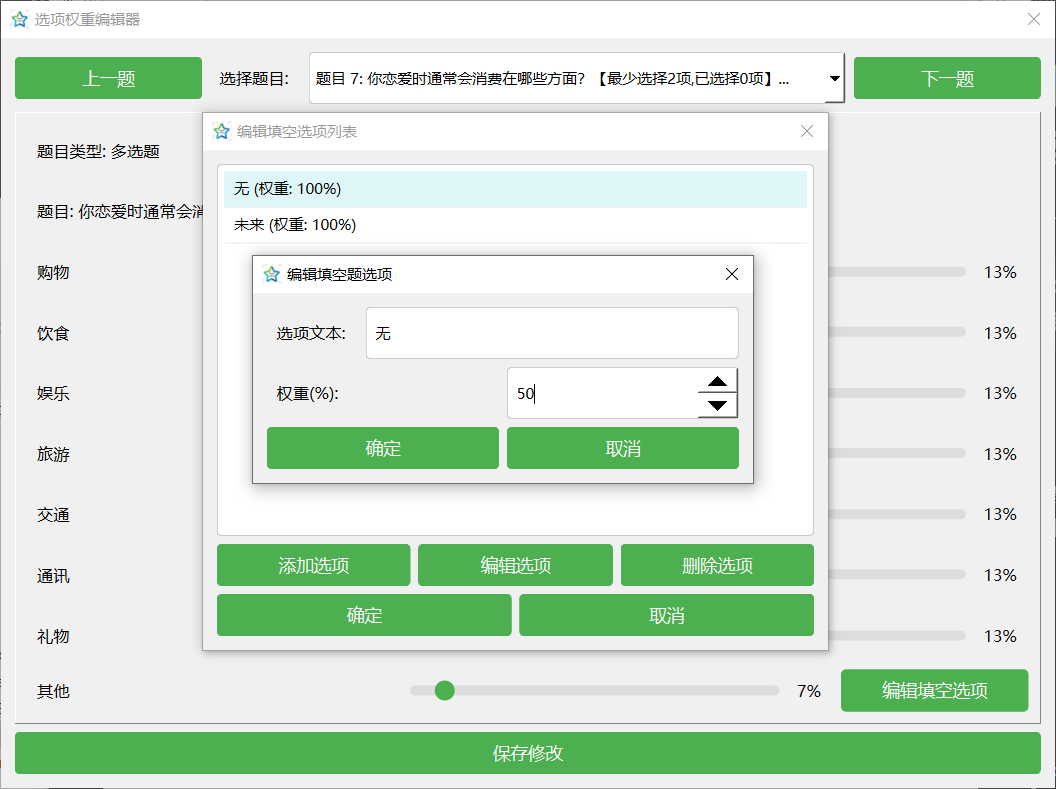 选项权重编辑器
上一题
选择题目:
题目 7: 你恋爱时通常会消费在哪些方面？【最少选择2项,已选择0项】...
下一题
题目类型: 多选题
题目: 你恋爱时通常会消
购物
13%
饮食
13%
娱乐
13%
旅游
13%
交通
13%
通讯
13%
礼物
13%
其他
7%
编辑填空选项
保存修改
编辑填空选项列表
无 (权重: 100%)
未来 (权重: 100%)
添加选项
编辑选项
删除选项
确定
取消
编辑填空题选项
选项文本:
无
权重(%):
50
确定
取消